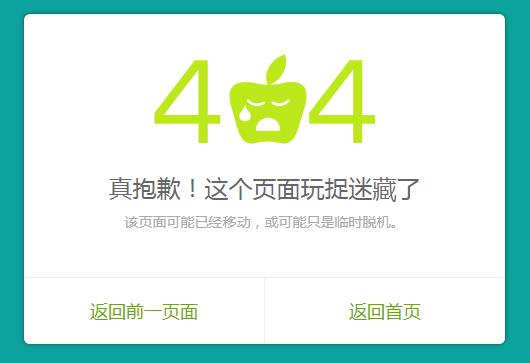 4 4
真抱歉！这个页面玩捉迷藏了
该页面可能已经移动，或可能只是临时脱机。
返回前一页面
返回首页